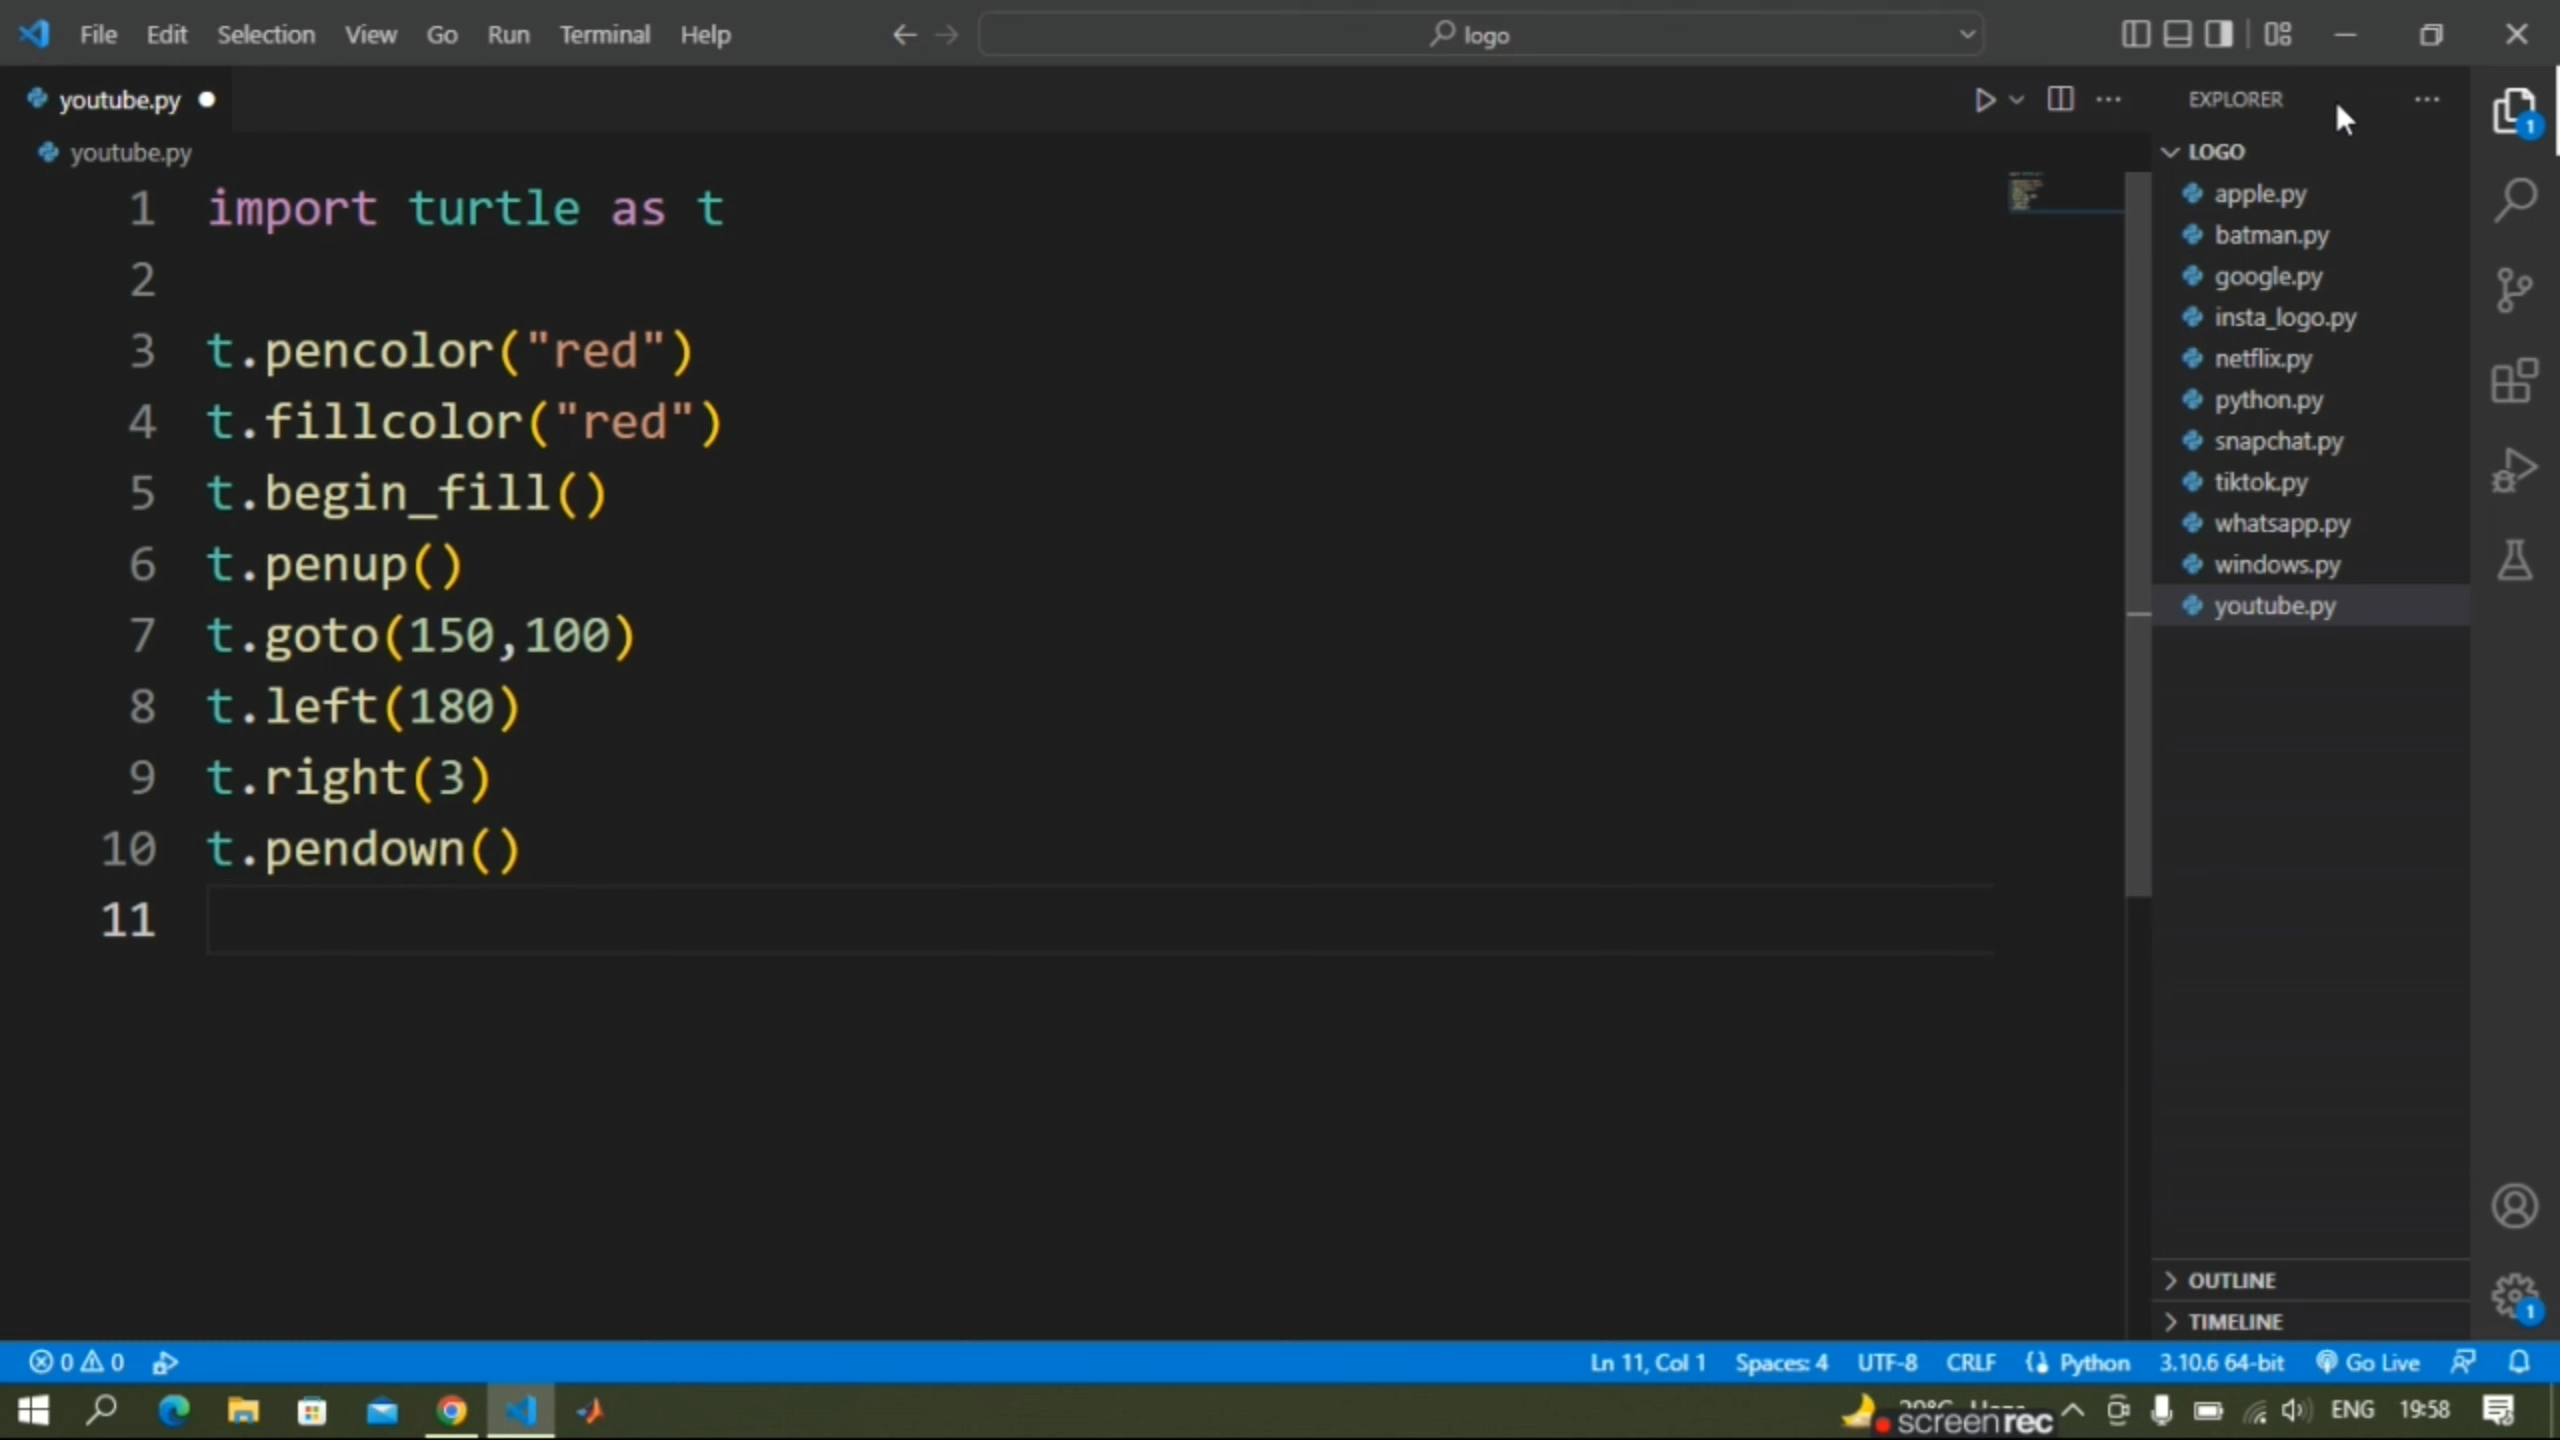 File Edit Selection View Go Run Terminal Help logo
youtube.py
EXPLORER
youtube.py
LOGO
1 import turtle as t
2
3 t.pencolor("red")
4 t.fillcolor("red")
5 t.begin_fill()
6 t.penup()
7 t.goto(150,100)
8 t.left(180)
9 t.right(3)
10 t.pendown()
11
apple.py
batman.py
google.py
insta_logo.py
netflix.py
python.py
snapchat.py
tiktok.py
whatsapp.py
windows.py
youtube.py
1
OUTLINE
TIMELINE
1
0 0 Ln 11, Col 1 Spaces: 4 UTF-8 CRLF Python 3.10.6 64-bit Go Live
screenrec ENG 19:58